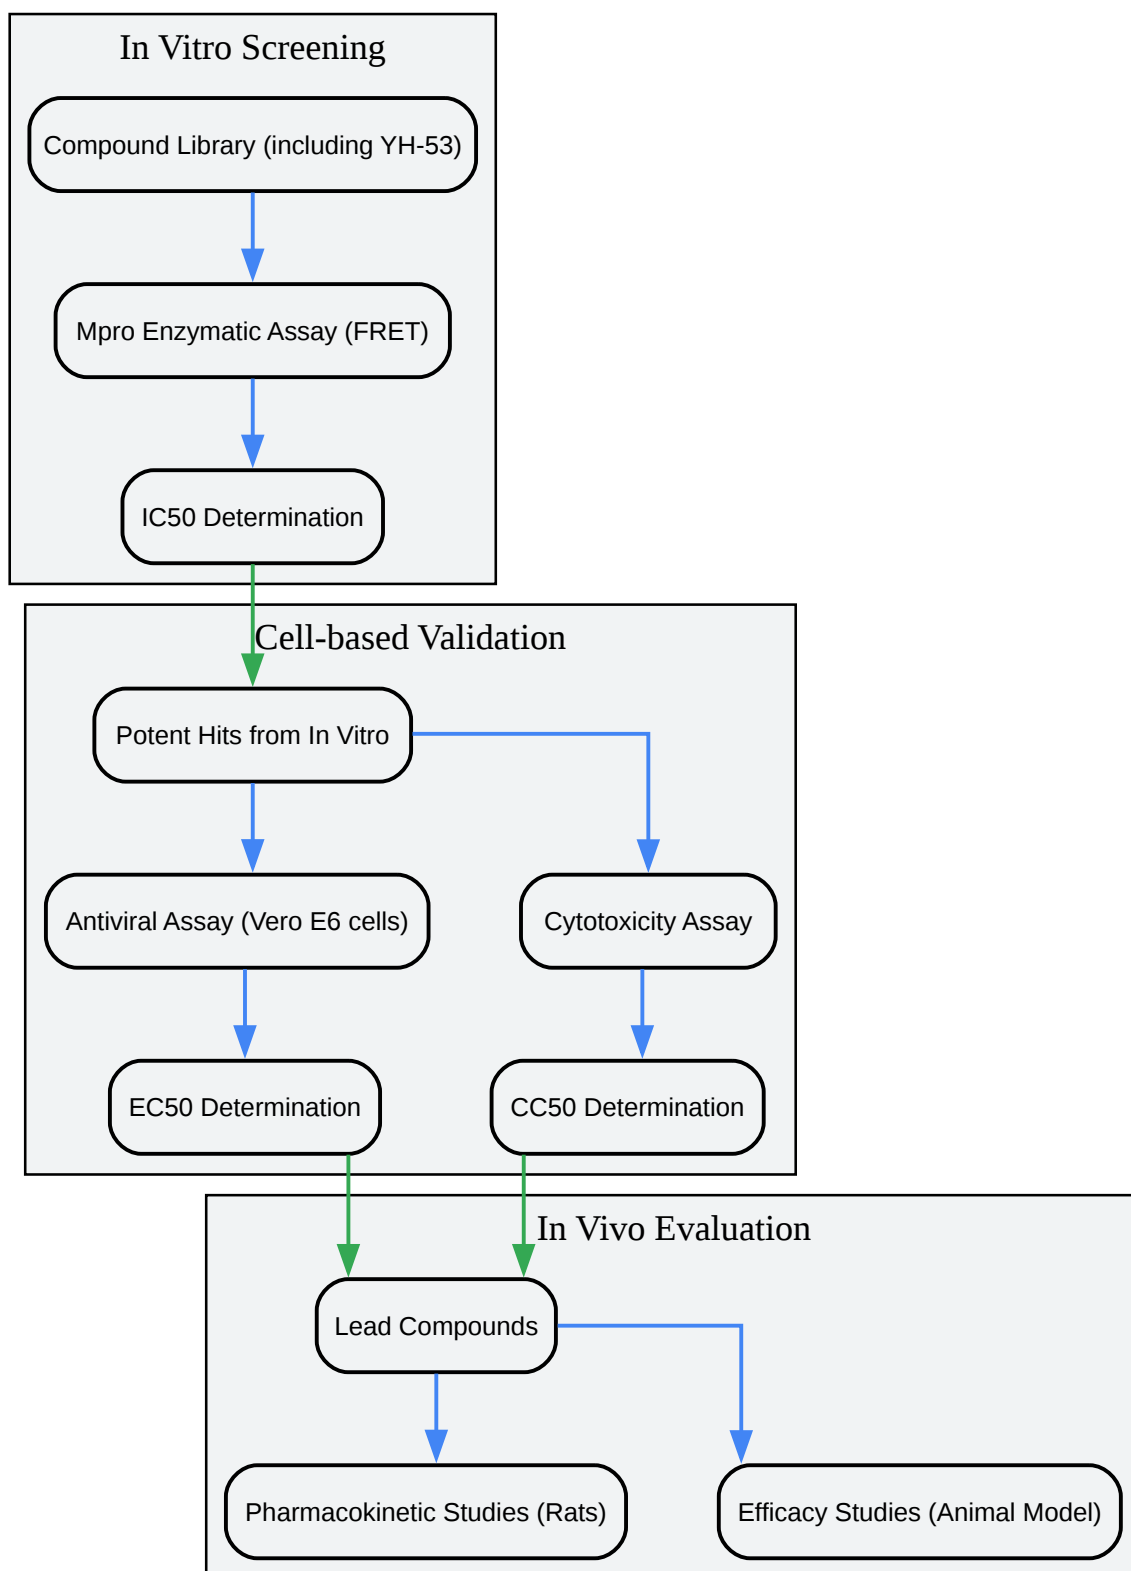 In Vitro Screening
Compound Library (including YH-53)
Mpro Enzymatic Assay (FRET)
IC50 Determination
Cell-based Validation
Potent Hits from In Vitro
Antiviral Assay (Vero E6 cells)
Cytotoxicity Assay
EC50 Determination
CC50 Determination
In Vivo Evaluation
Lead Compounds
Pharmacokinetic Studies (Rats)
Efficacy Studies (Animal Model)